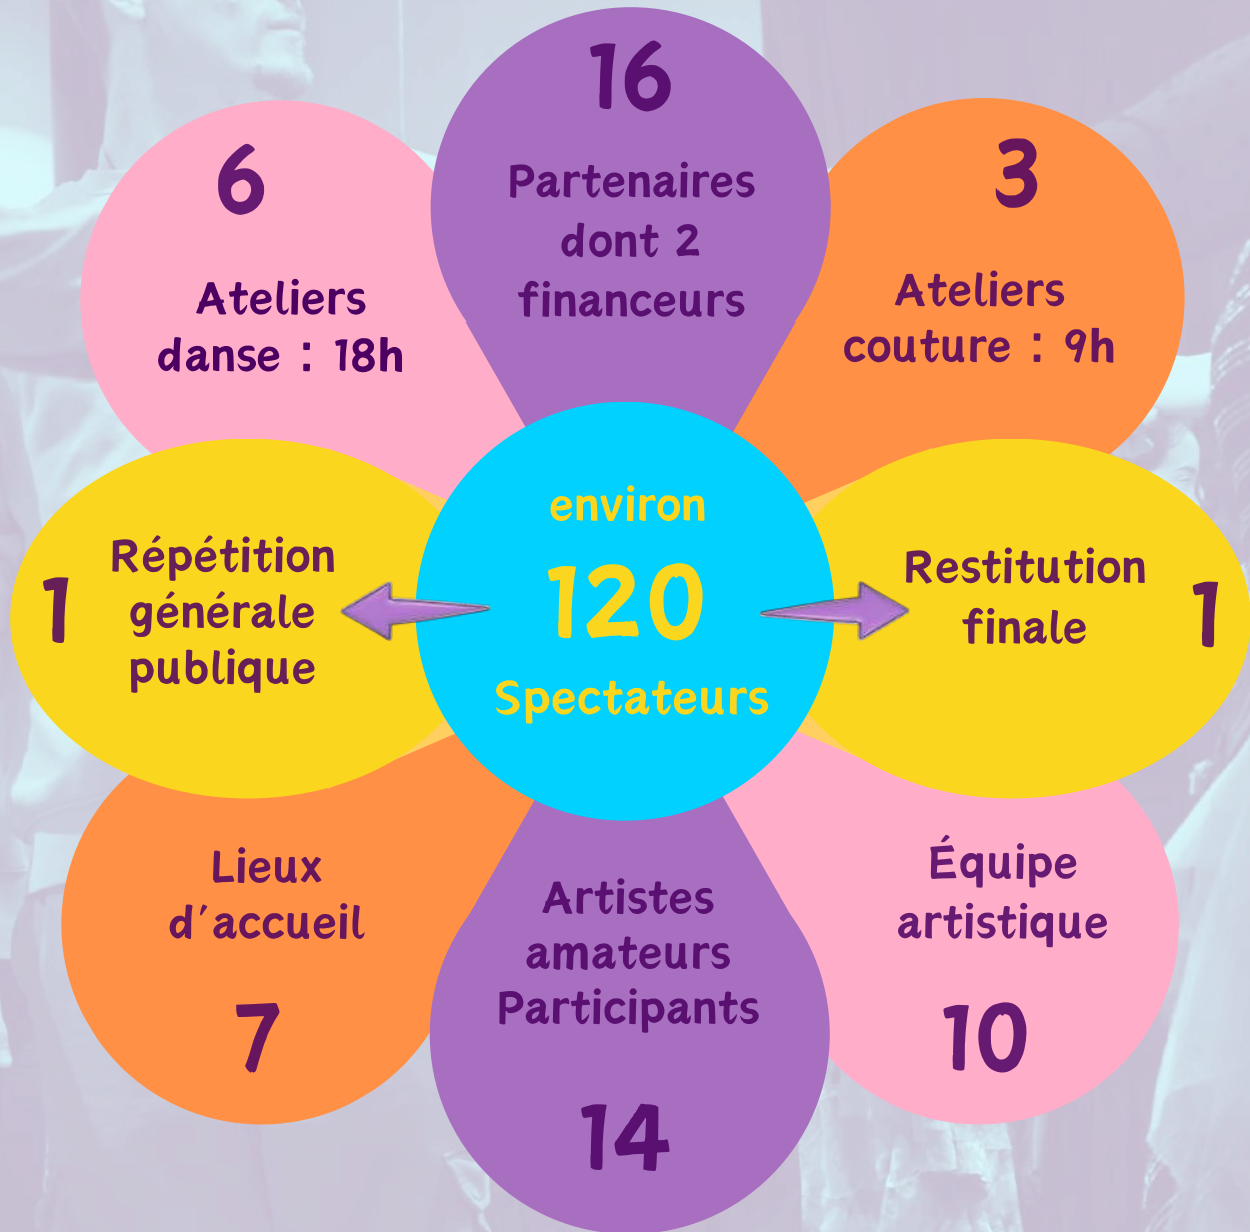 16
Partenaires
dont 2
financeurs
6
Ateliers
danse : 18h
3
Ateliers
couture : 9h
1
Répétition
générale
publique
environ
120
Spectateurs
Restitution
finale
1
Lieux
d'accueil
7
Artistes
amateurs
Participants
14
Équipe
artistique
10